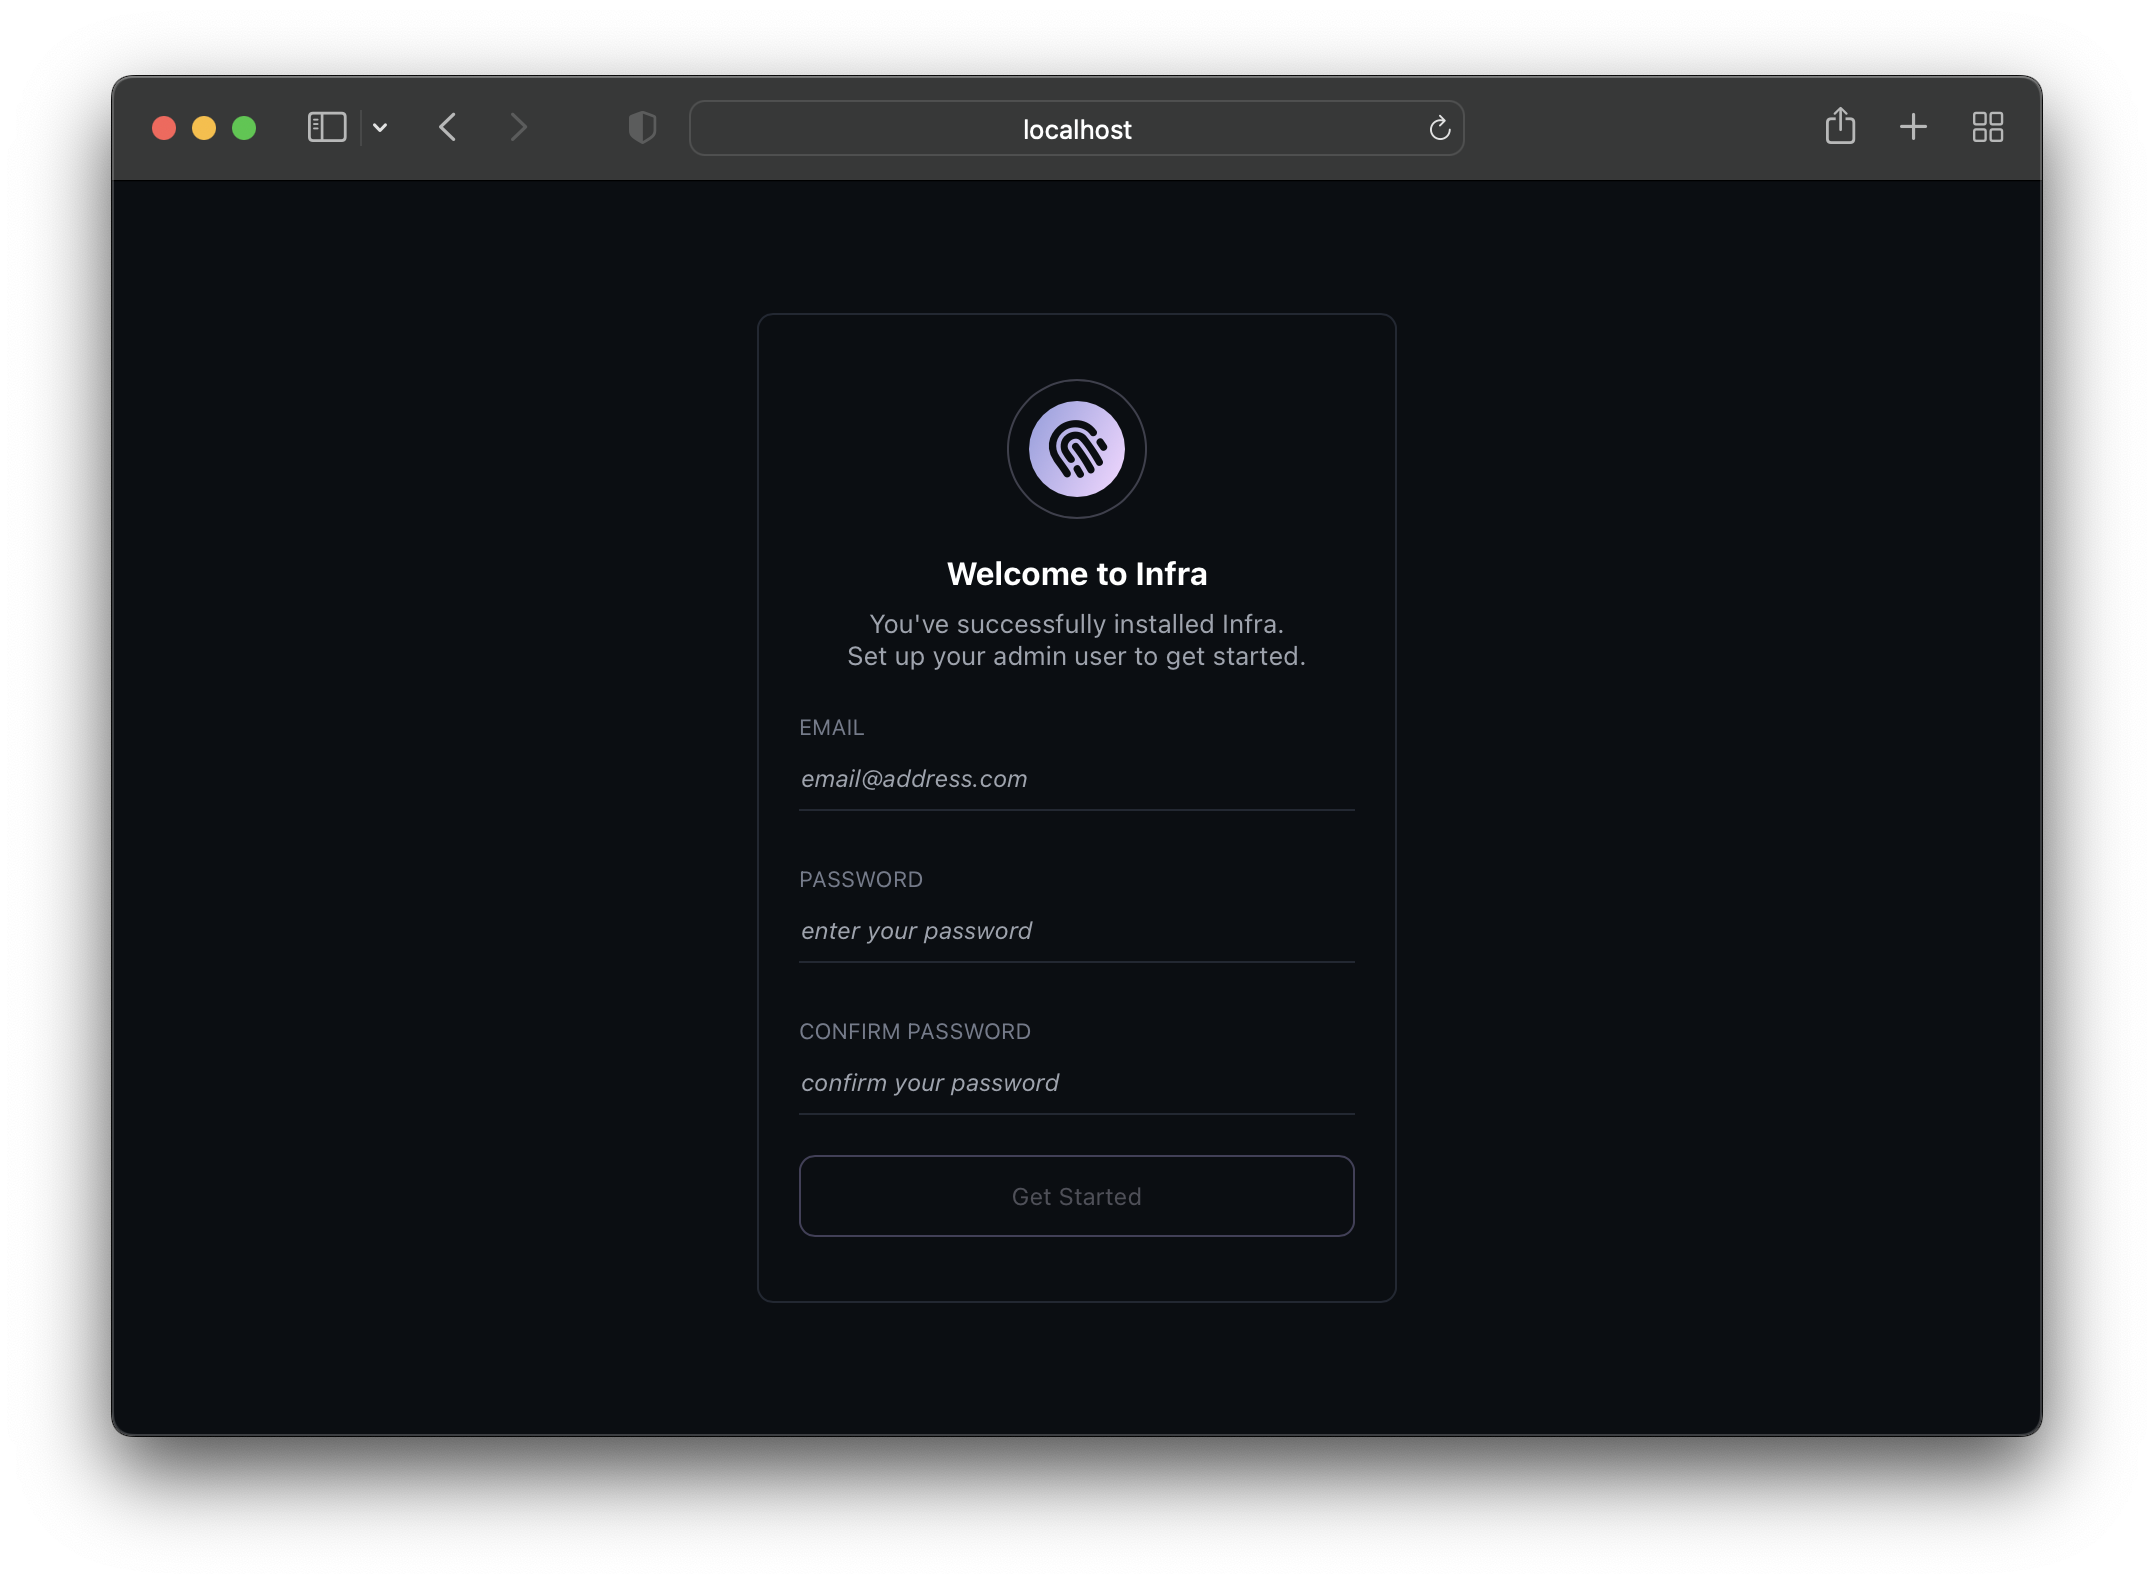 localhost
Welcome to Infra
You've successfully installed Infra.
Set up your admin user to get started.
EMAIL
email@address.com
PASSWORD
enter your password
CONFIRM PASSWORD
confirm your password
Get Started